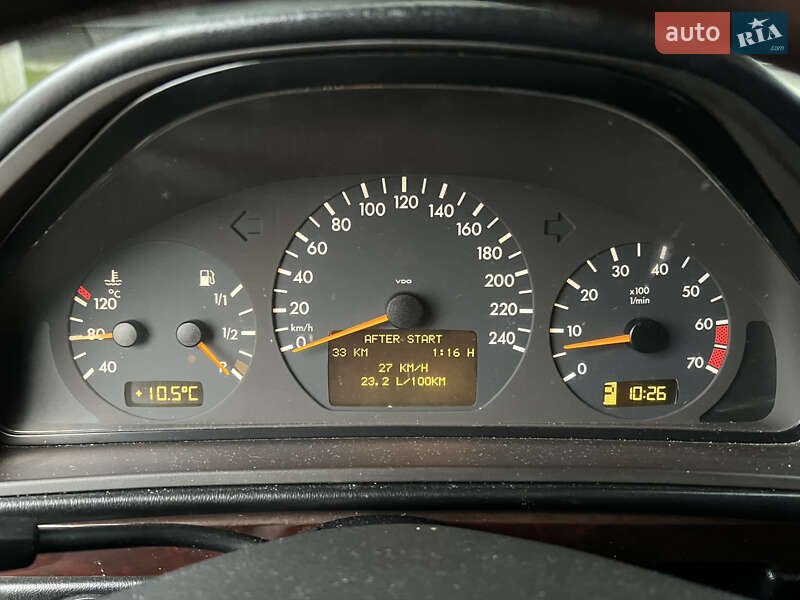 auto RIA .com
°C
120
80
40
+10.5°C
1/1
1/2
R
km/h
0
20
40
60
80
100
120
140
160
180
200
220
240
VDO
AFTER START
33 KM 1:16 H
27 KM/H
23.2 L/100KM
0
10
20
30
40
50
60
70
x100
1/min
P 10:26